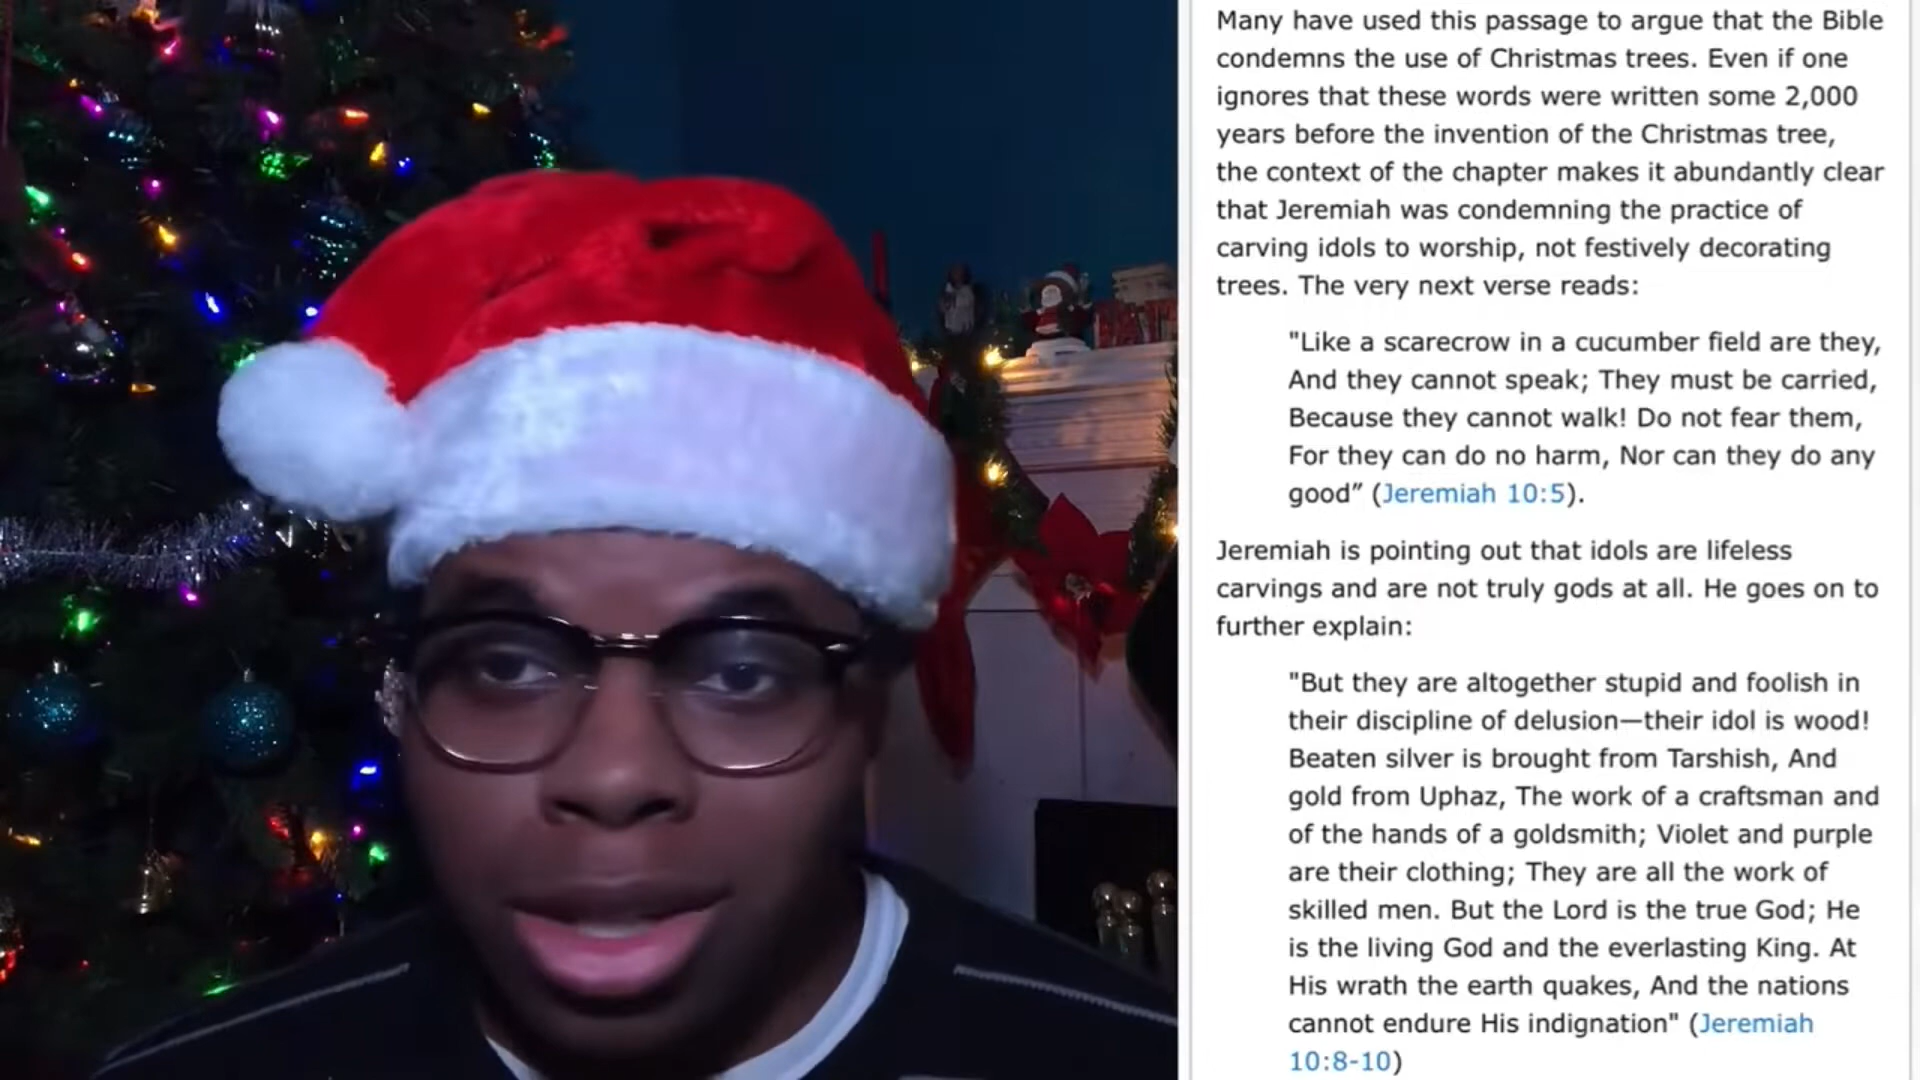 Many have used this passage to argue that the Bible
condemns the use of Christmas trees. Even if one
ignores that these words were written some 2,000
years before the invention of the Christmas tree,
the context of the chapter makes it abundantly clear
that Jeremiah was condemning the practice of
carving idols to worship, not festively decorating
trees. The very next verse reads:
"Like a scarecrow in a cucumber field are they,
And they cannot speak; They must be carried,
Because they cannot walk! Do not fear them,
For they can do no harm, Nor can they do any
good” (Jeremiah 10:5).
Jeremiah is pointing out that idols are lifeless
carvings and are not truly gods at all. He goes on to
further explain:
"But they are altogether stupid and foolish in
their discipline of delusion—their idol is wood!
Beaten silver is brought from Tarshish, And
gold from Uphaz, The work of a craftsman and
of the hands of a goldsmith; Violet and purple
are their clothing; They are all the work of
skilled men. But the Lord is the true God; He
is the living God and the everlasting King. At
His wrath the earth quakes, And the nations
cannot endure His indignation" (Jeremiah
10:8-10)